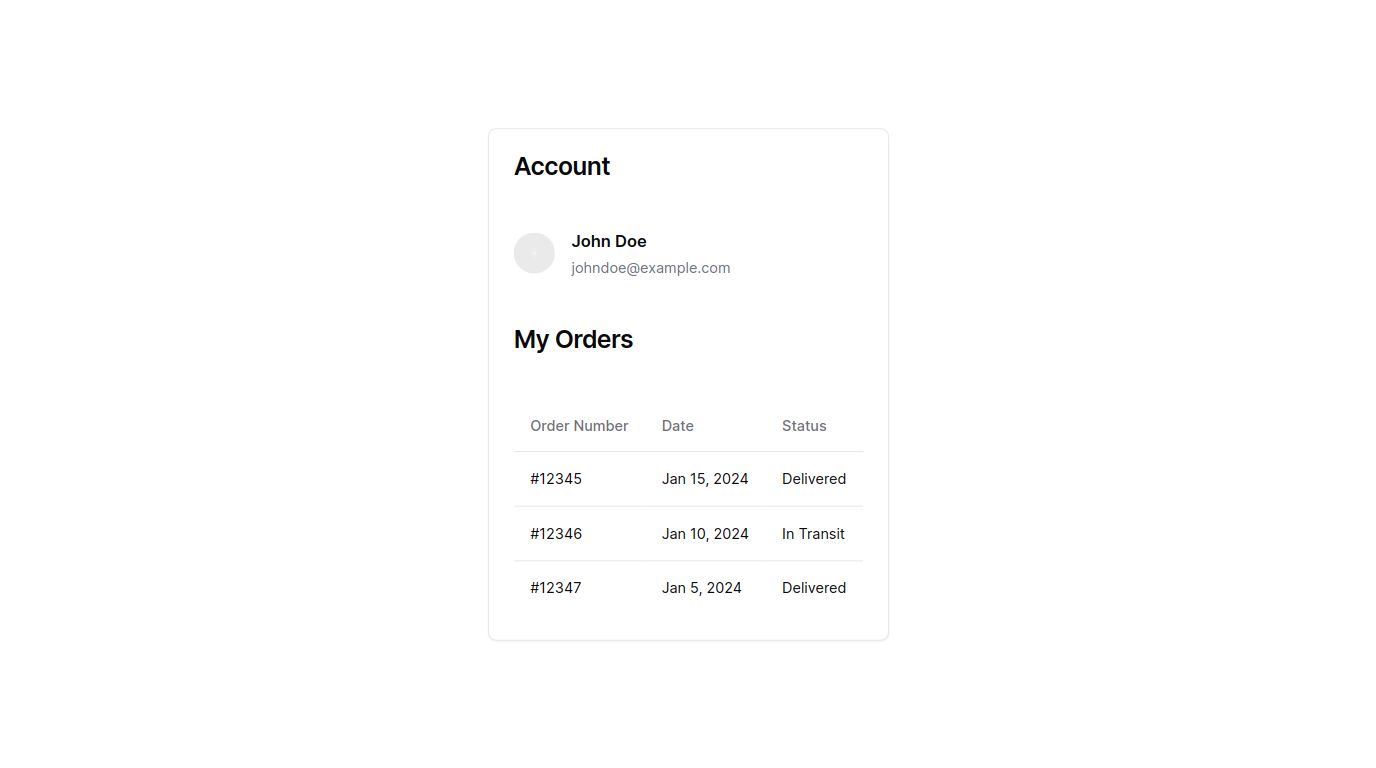 Account
John Doe
johndoe@example.com
My Orders
Order Number Date Status
#12345 Jan 15, 2024 Delivered
#12346 Jan 10, 2024 In Transit
#12347 Jan 5, 2024 Delivered